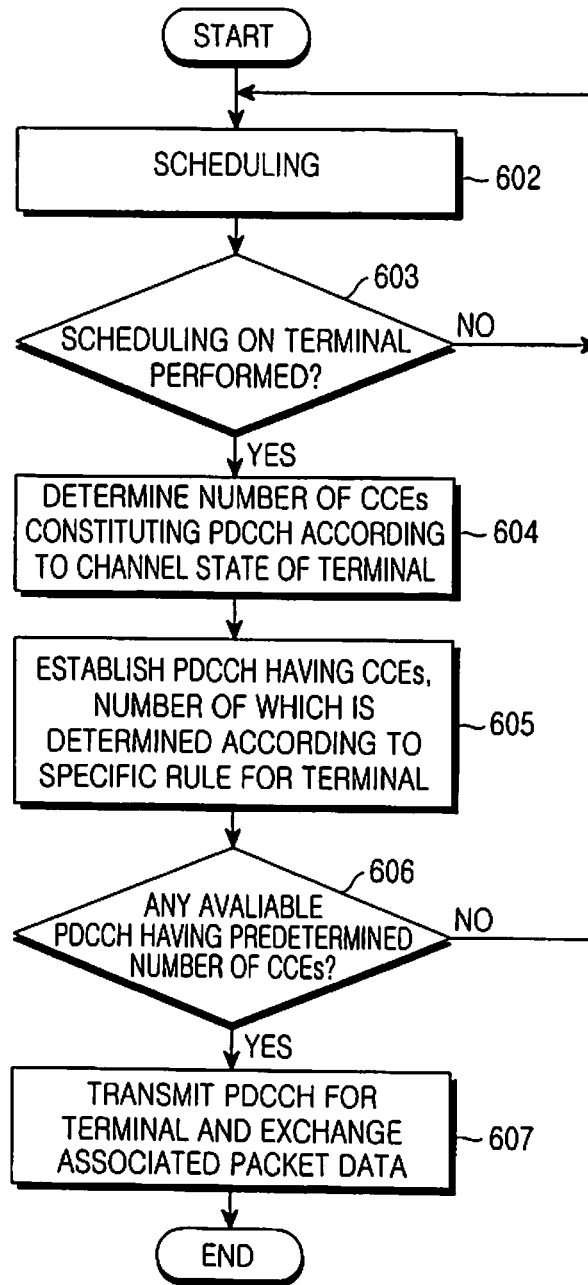 START
SCHEDULING
602
603
SCHEDULING ON TERMINAL
PERFORMED?
NO
YES
DETERMINE NUMBER OF CCEs
CONSTITUTING PDCCH ACCORDING
TO CHANNEL STATE OF TERMINAL
604
ESTABLISH PDCCH HAVING CCEs,
NUMBER OF WHICH IS
DETERMINED ACCORDING TO
SPECIFIC RULE FOR TERMINAL
605
606
ANY AVALIABLE
PDCCH HAVING PREDETERMINED
NUMBER OF CCEs?
NO
YES
TRANSMIT PDCCH FOR
TERMINAL AND EXCHANGE
ASSOCIATED PACKET DATA
607
END